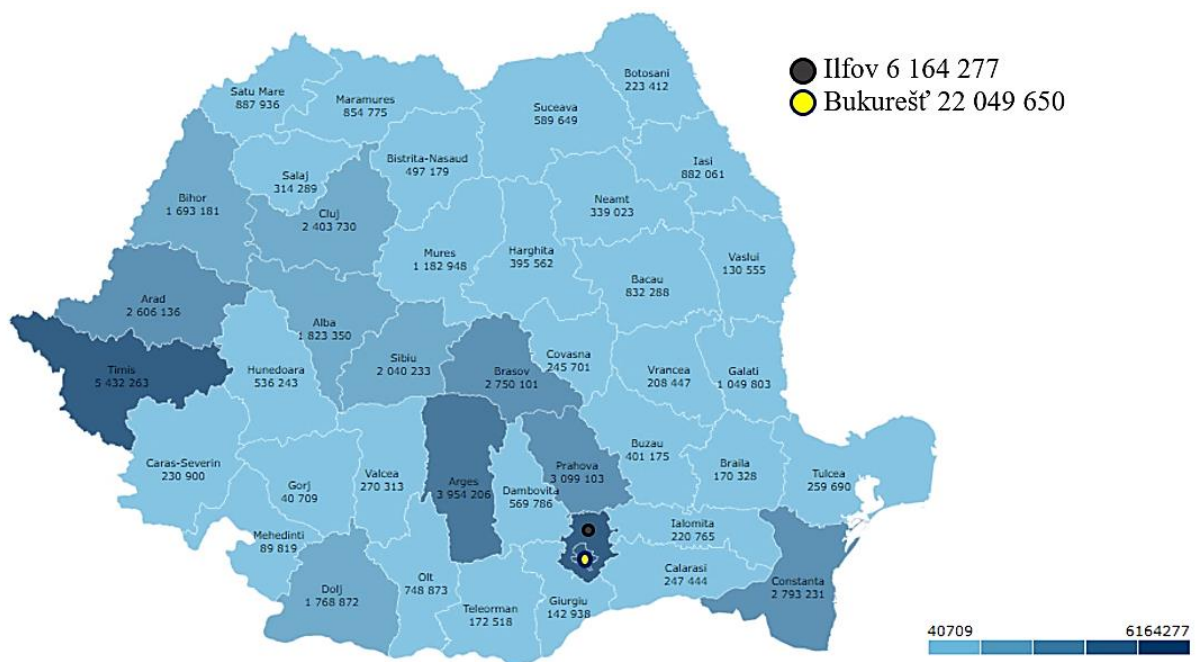 Ilfov 6 164 277
Bukurešť 22 049 650
Botosani
223 412
Satu Mare
887 936
Maramures
854 775
Suceava
589 649
Bistrita-Nasaud
497 179
Iasi
882 061
Salaj
314 289
Neamt
339 023
Bihor
1 693 181
Cluj
2 403 730
Mures
1 182 948
Harghita
395 562
Vaslui
130 555
Bacau
832 288
Arad
2 606 136
Alba
1 823 350
Sibiu
2 040 233
Brasov
2 750 101
Covasna
245 701
Vrancea
208 447
Galati
1 049 803
Timis
5 432 263
Hunedoara
536 243
Caras-Severin
230 900
Gorj
40 709
Valcea
270 313
Arges
3 954 206
Dambovita
569 786
Prahova
3 099 103
Buzau
401 175
Braila
170 328
Tulcea
259 690
Mehedinti
89 819
Ialomita
220 765
Calarasi
247 444
Constanta
2 793 231
Dolj
1 768 872
Olt
748 873
Teleorman
172 518
Giurgiu
142 938
40709 6164277